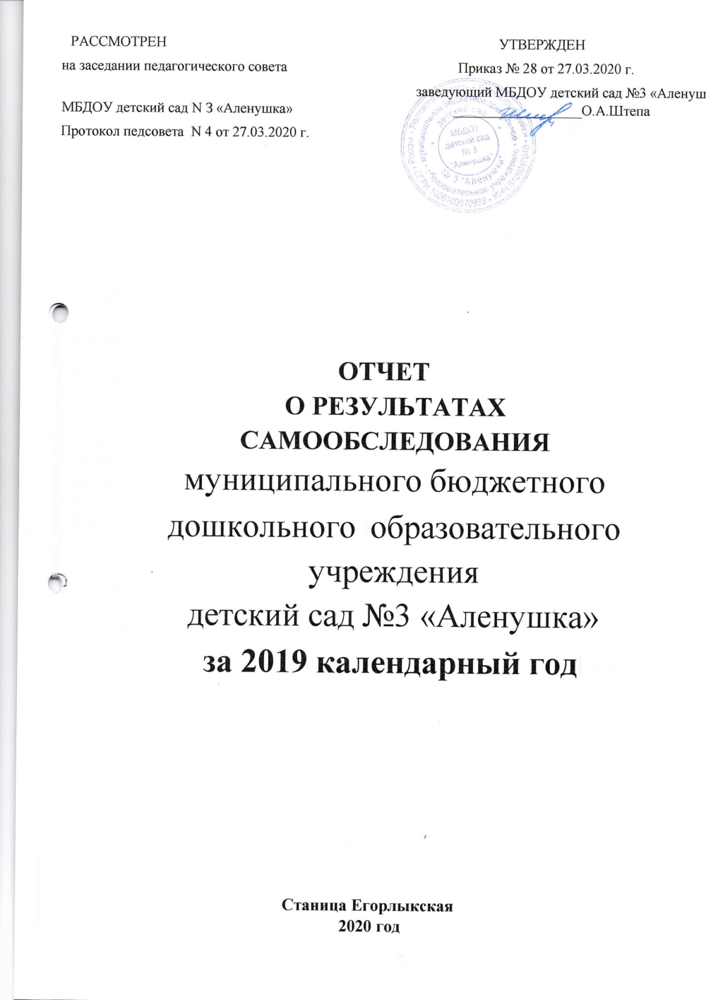 РАССМОТРЕН
на заседании педагогического совета
МБДОУ детский сад N 3 «Аленушка»
Протокол педсовета N 4 от 27.03.2020 г.
УТВЕРЖДЕН
Приказ № 28 от 27.03.2020 г.
заведующий МБДОУ детский сад №3 «Аленуш
О.А.Штепа
МБДОУ
детский сад
№ 3
"Аленушка"
№ 3 "Аленушка"
ОТЧЕТ
О РЕЗУЛЬТАТАХ
САМООБСЛЕДОВАНИЯ
муниципального бюджетного
дошкольного образовательного
учреждения
детский сад №3 «Аленушка»
за 2019 календарный год
Станица Егорлыкская
2020 год